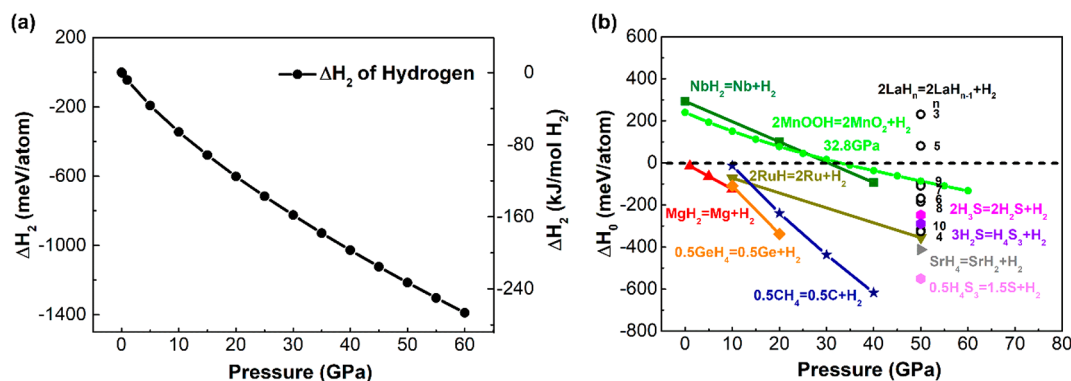 (a)
200
0
-200
-400
-600
-800
-1000
-1200
-1400
ΔH₂ (meV/atom)
ΔH₂ of Hydrogen
0
-80
-160
-240
ΔH₂ (kJ/mol H₂)
0 10 20 30 40 50 60
Pressure (GPa)
(b)
600
400
200
0
-200
-400
-600
-800
ΔH₀ (meV/atom)
NbH₂=Nb+H₂
2LaHₙ=2LaHₙ₋₁+H₂
n
3
2MnOOH=2MnO₂+H₂
32.8GPa
5
2RuH=2Ru+H₂
9
7
6
8
MgH₂=Mg+H₂
2H₃S=2H₂S+H₂
10
3H₂S=H₄S₃+H₂
4
0.5GeH₄=0.5Ge+H₂
SrH₄=SrH₂+H₂
0.5CH₄=0.5C+H₂
0.5H₄S₃=1.5S+H₂
0 10 20 30 40 50 60 70 80
Pressure (GPa)